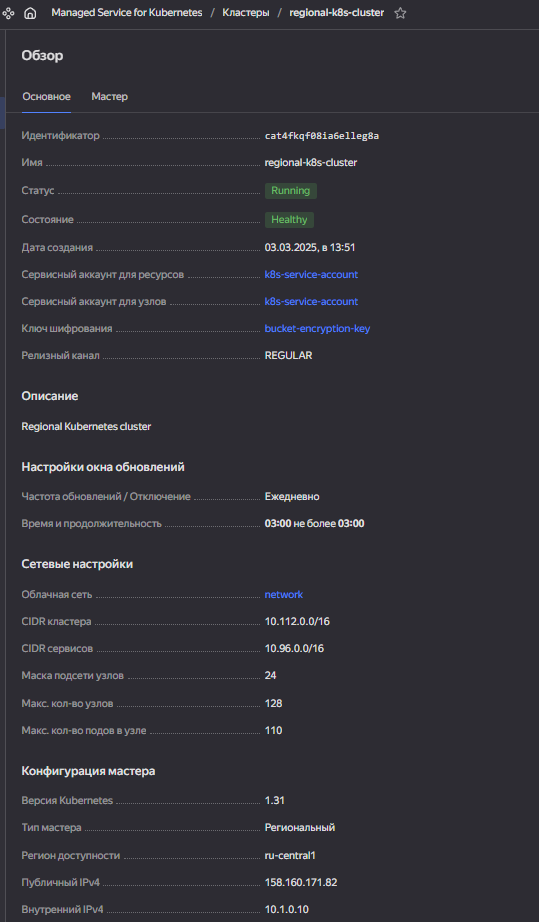 Managed Service for Kubernetes / Кластеры / regional-k8s-cluster
Обзор
Основное Мастер
Идентификатор cat4fkqf08ia6elleg8a
Имя regional-k8s-cluster
Статус Running
Состояние Healthy
Дата создания 03.03.2025, в 13:51
Сервисный аккаунт для ресурсов k8s-service-account
Сервисный аккаунт для узлов k8s-service-account
Ключ шифрования bucket-encryption-key
Релизный канал REGULAR
Описание
Regional Kubernetes cluster
Настройки окна обновлений
Частота обновлений / Отключение Ежедневно
Время и продолжительность 03:00 не более 03:00
Сетевые настройки
Облачная сеть network
CIDR кластера 10.112.0.0/16
CIDR сервисов 10.96.0.0/16
Маска подсети узлов 24
Макс. кол-во узлов 128
Макс. кол-во подов в узле 110
Конфигурация мастера
Версия Kubernetes 1.31
Тип мастера Региональный
Регион доступности ru-central1
Публичный IPv4 158.160.171.82
Внутренний IPv4 10.1.0.10